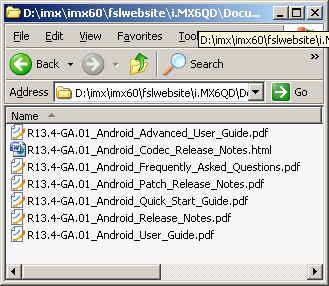 D:\imx\imx60\fslwebsite\i.MX6QD\Docu...
File Edit View Favorites Tools
D:\imx\imx60\fslwebsite\i.M
Back Search
Address D:\imx\imx60\fslwebsite\i.MX6QD\D Go
Name
R13.4-GA.01_Android_Advanced_User_Guide.pdf
R13.4-GA.01_Android_Codec_Release_Notes.html
R13.4-GA.01_Android_Frequently_Asked_Questions.pdf
R13.4-GA.01_Android_Patch_Release_Notes.pdf
R13.4-GA.01_Android_Quick_Start_Guide.pdf
R13.4-GA.01_Android_Release_Notes.pdf
R13.4-GA.01_Android_User_Guide.pdf